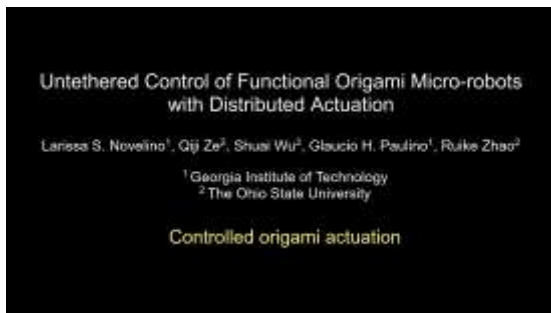 Untethered Control of Functional Origami Micro-robots
with Distributed Actuation
Larissa S. Novelino¹, Qiji Ze², Shuai Wu², Glaucio H. Paulino¹, Ruike Zhao²
¹ Georgia Institute of Technology
² The Ohio State University
Controlled origami actuation